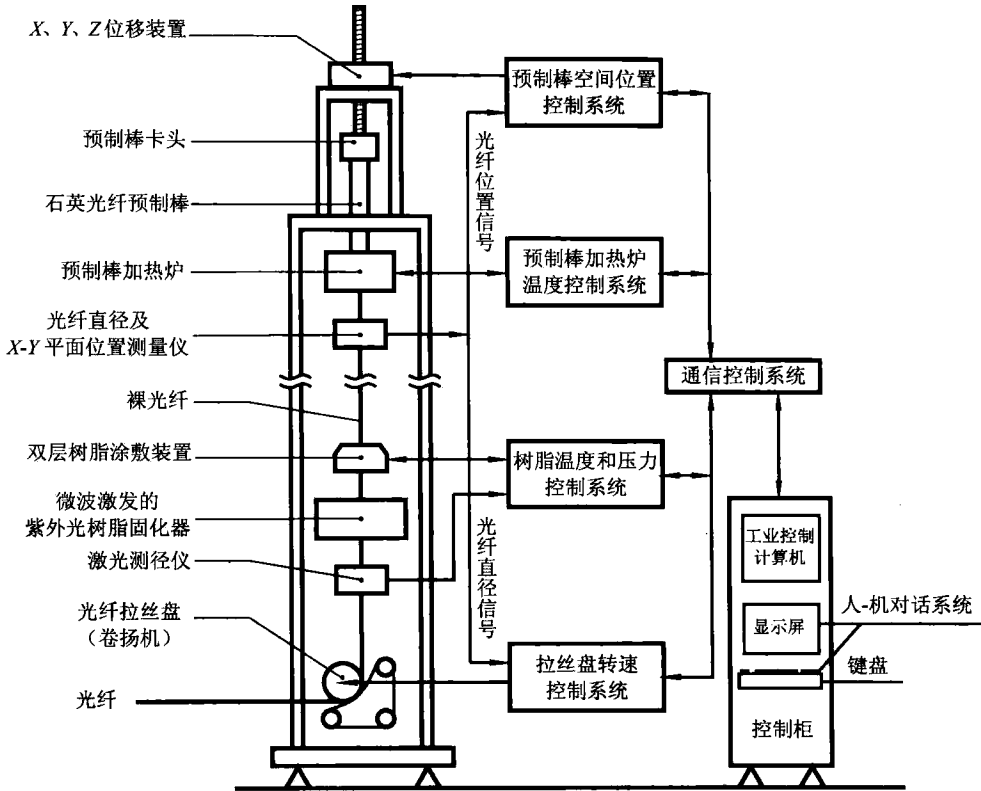 X、Y、Z位移装置
预制棒卡头
石英光纤预制棒
预制棒加热炉
光纤直径及
X-Y平面位置测量仪
裸光纤
双层树脂涂敷装置
微波激发的
紫外光树脂固化器
激光测径仪
光纤拉丝盘
（卷扬机）
光纤
光纤位置信号
光纤直径信号
预制棒空间位置
控制系统
预制棒加热炉
温度控制系统
树脂温度和压力
控制系统
拉丝盘转速
控制系统
通信控制系统
工业控制
计算机
显示屏
人-机对话系统
键盘
控制柜